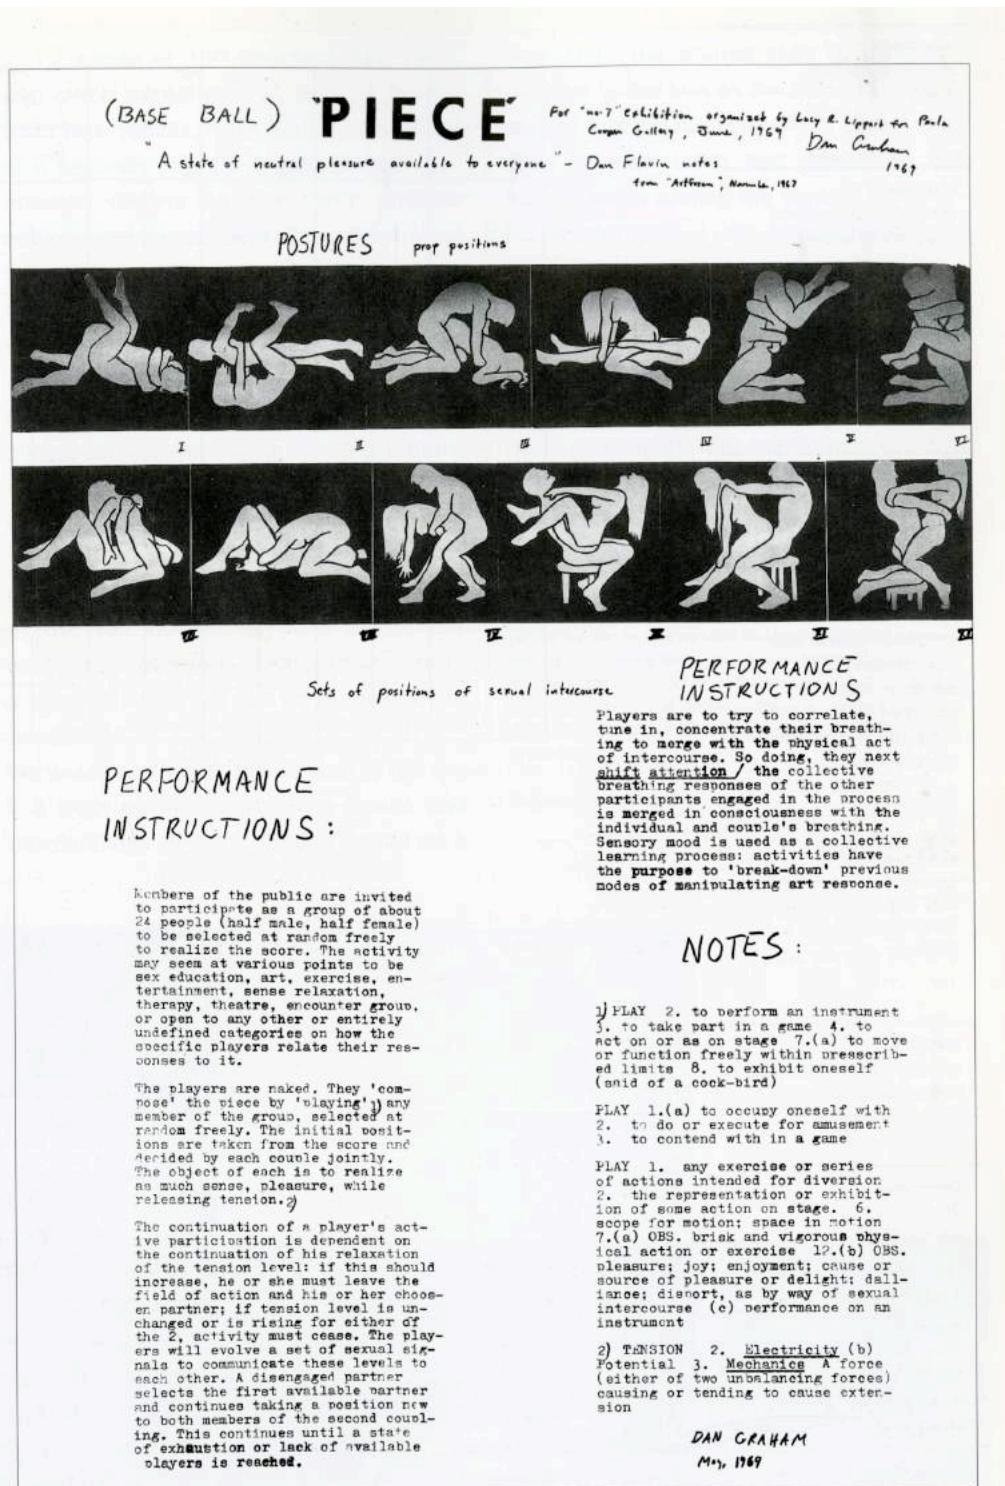 (BASE BALL) "PIECE"
For "no-7" Exhibition organized by Lucy R. Lippard for Paula
Cooper Gallery, June, 1969
Dan Graham
1969
"A state of neutral pleasure available to everyone" - Dan Flavin notes
from "Artforum", November, 1967
POSTURES prop positions
I II III IV V VI
VII VIII IX X XI XII
Sets of positions of sexual intercourse
PERFORMANCE
INSTRUCTIONS:
Members of the public are invited
to participate as a group of about
24 people (half male, half female)
to be selected at random freely
to realize the score. The activity
may seem at various points to be
sex education, art, exercise, en-
tertainment, sense relaxation,
therapy, theatre, encounter group,
or open to any other or entirely
undefined categories on how the
specific players relate their res-
ponses to it.
The players are naked. They 'com-
pose' the piece by 'playing'1) any
member of the group, selected at
random freely. The initial posit-
ions are taken from the score and
decided by each couple jointly.
The object of each is to realize
as much sense, pleasure, while
releasing tension.2)
The continuation of a player's act-
ive participation is dependent on
the continuation of his relaxation
of the tension level: if this should
increase, he or she must leave the
field of action and his or her choos-
en partner; if tension level is un-
changed or is rising for either of
the 2, activity must cease. The play-
ers will evolve a set of sexual sig-
nals to communicate these levels to
each other. A disengaged partner
selects the first available partner
and continues taking a position new
to both members of the second coupl-
ing. This continues until a state
of exhaustion or lack of available
players is reached.
PERFORMANCE
INSTRUCTIONS
Players are to try to correlate,
tune in, concentrate their breath-
ing to merge with the physical act
of intercourse. So doing, they next
shift attention / the collective
breathing responses of the other
participants engaged in the process
is merged in consciousness with the
individual and couple's breathing.
Sensory mood is used as a collective
learning process: activities have
the purpose to 'break-down' previous
modes of manipulating art response.
NOTES:
1) PLAY 2. to perform an instrument
3. to take part in a game 4. to
act on or as on stage 7.(a) to move
or function freely within presscrib-
ed limits 8. to exhibit oneself
(said of a cock-bird)
PLAY 1.(a) to occupy oneself with
2. to do or execute for amusement
3. to contend with in a game
PLAY 1. any exercise or series
of actions intended for diversion
2. the representation or exhibit-
ion of some action on stage. 6.
scope for motion; space in motion
7.(a) OBS. brisk and vigorous phys-
ical action or exercise 12.(b) OBS.
pleasure; joy; enjoyment; cause or
source of pleasure or delight; dall-
iance; disport, as by way of sexual
intercourse (c) performance on an
instrument
2) TENSION 2. Electricity (b)
Potential 3. Mechanics A force
(either of two unbalancing forces)
causing or tending to cause exten-
sion
DAN GRAHAM
May, 1969